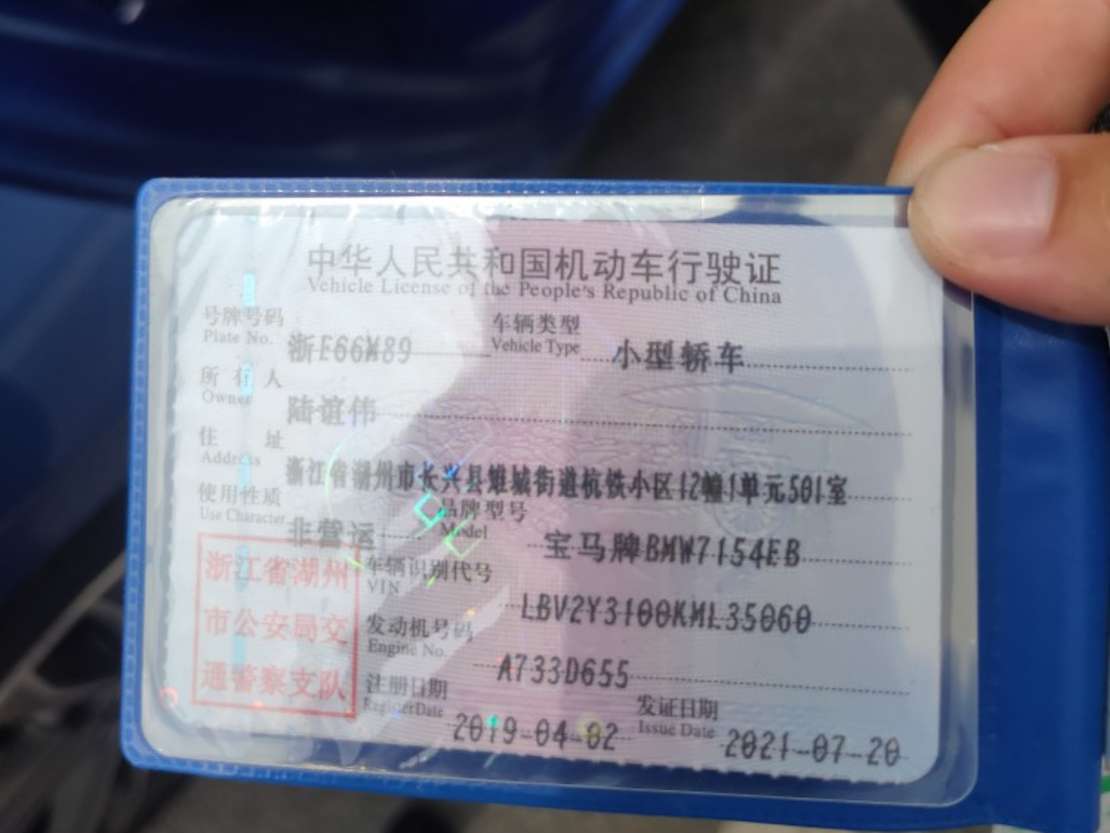 中华人民共和国机动车行驶证
Vehicle License of the People's Republic of China
号牌号码 浙E66M89 车辆类型 小型轿车
Plate No. Vehicle Type
所有人 陆谊伟
Owner
住址 浙江省湖州市长兴县雉城街道杭铁小区12幢1单元501室
Address
使用性质 非营运 品牌型号 宝马牌BMW7154EB
Use Character Model
浙江省湖州
市公安局交
通警察支队
车辆识别代号 LBV2Y3100KML35060
VIN
发动机号码 A733D655
Engine No.
注册日期 2019-04-02 发证日期 2021-07-20
Register Date Issue Date